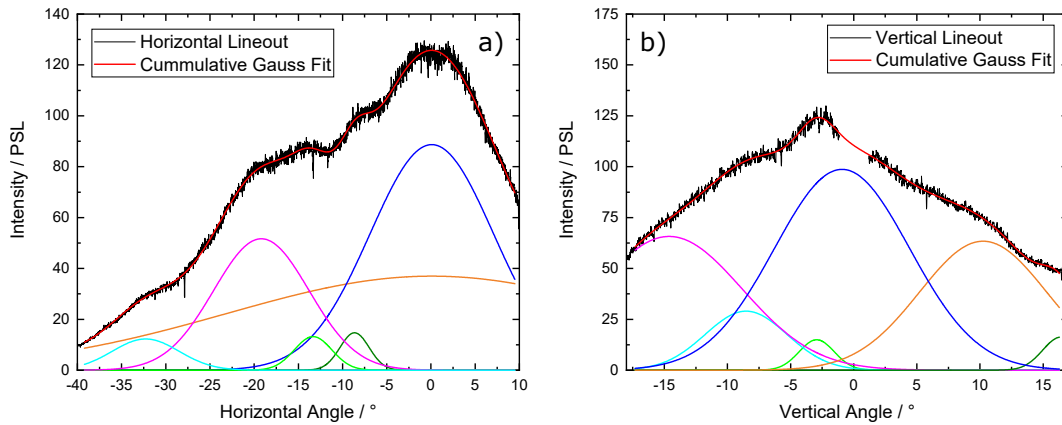 140
120
100
80
60
40
20
0
Intensity / PSL
Horizontal Lineout
Cummulative Gauss Fit
a)
-40 -35 -30 -25 -20 -15 -10 -5 0 5 10
Horizontal Angle / °
175
150
125
100
75
50
25
0
Intensity / PSL
b)
Vertical Lineout
Cumulative Gauss Fit
-15 -10 -5 0 5 10 15
Vertical Angle / °